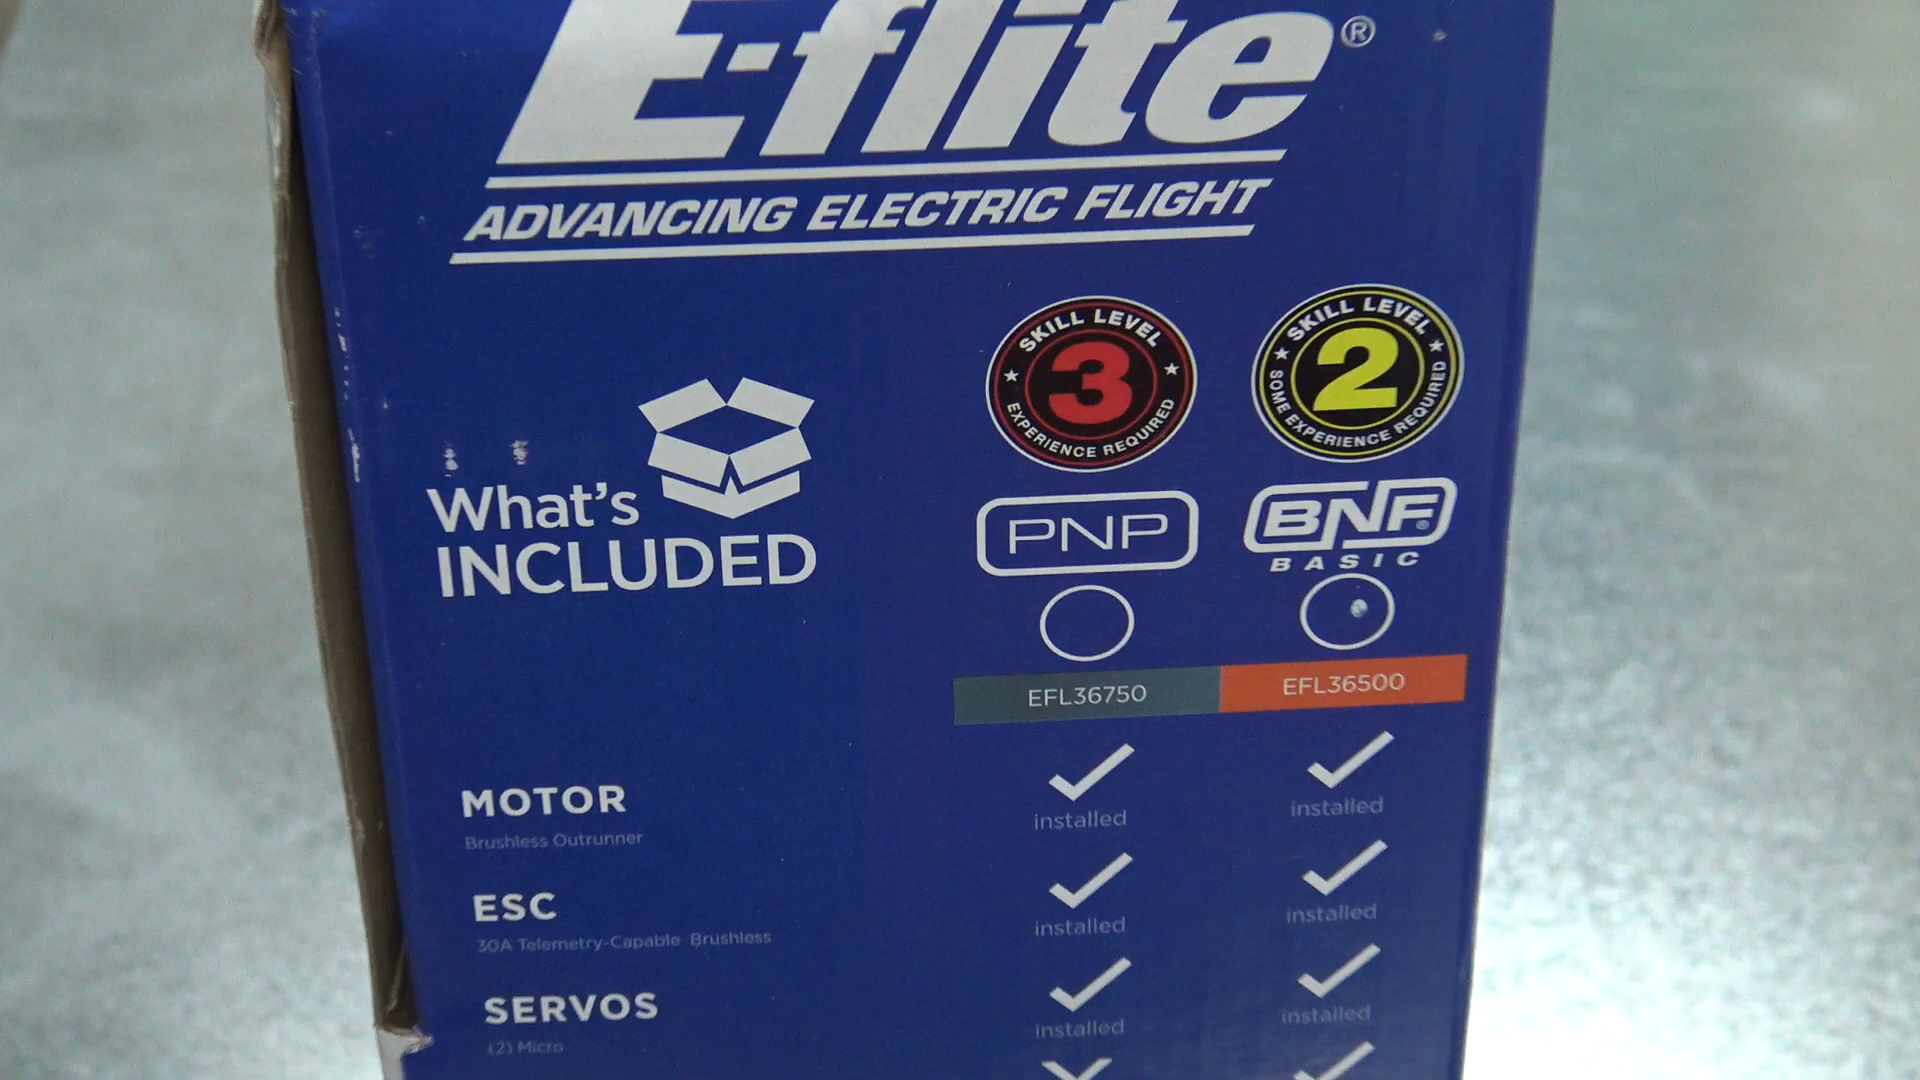 E-flite®
ADVANCING ELECTRIC FLIGHT
SKILL LEVEL 3 EXPERIENCE REQUIRED
SKILL LEVEL 2 SOME EXPERIENCE REQUIRED
What's
INCLUDED
PNP
BNF®
BASIC
EFL36750 EFL36500
MOTOR
Brushless Outrunner
installed installed
ESC
30A Telemetry-Capable Brushless
installed installed
SERVOS
(2) Micro
installed installed